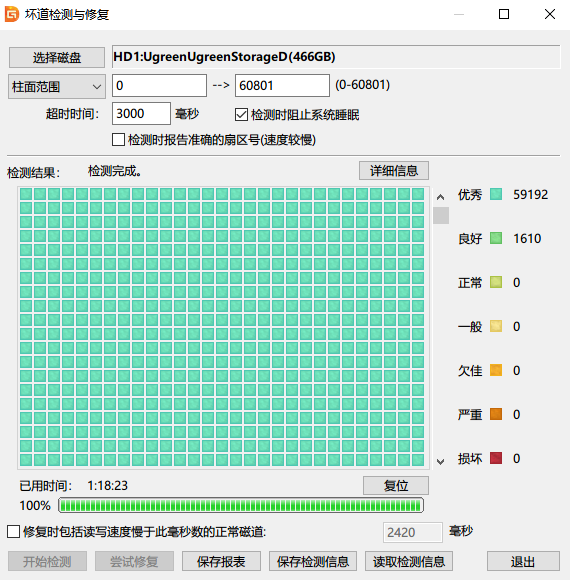 坏道检测与修复
选择磁盘 HD1:UgreenUgreenStorageD(466GB)
柱面范围 0 --> 60801 (0-60801)
超时时间: 3000 毫秒 检测时阻止系统睡眠
检测时报告准确的扇区号(速度较慢)
检测结果: 检测完成。 详细信息
优秀 59192
良好 1610
正常 0
一般 0
欠佳 0
严重 0
损坏 0
已用时间: 1:18:23 复位
100%
修复时包括读写速度慢于此毫秒数的正常磁道: 2420 毫秒
开始检测 尝试修复 保存报表 保存检测信息 读取检测信息 退出